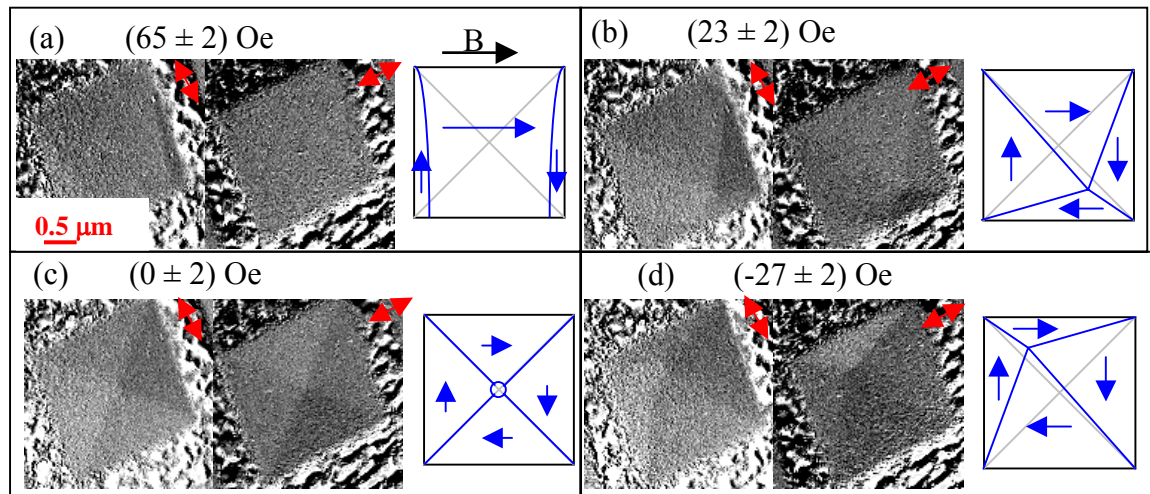 (a) (65 ± 2) Oe
B
0.5 μm
(b) (23 ± 2) Oe
(c) (0 ± 2) Oe
(d) (-27 ± 2) Oe